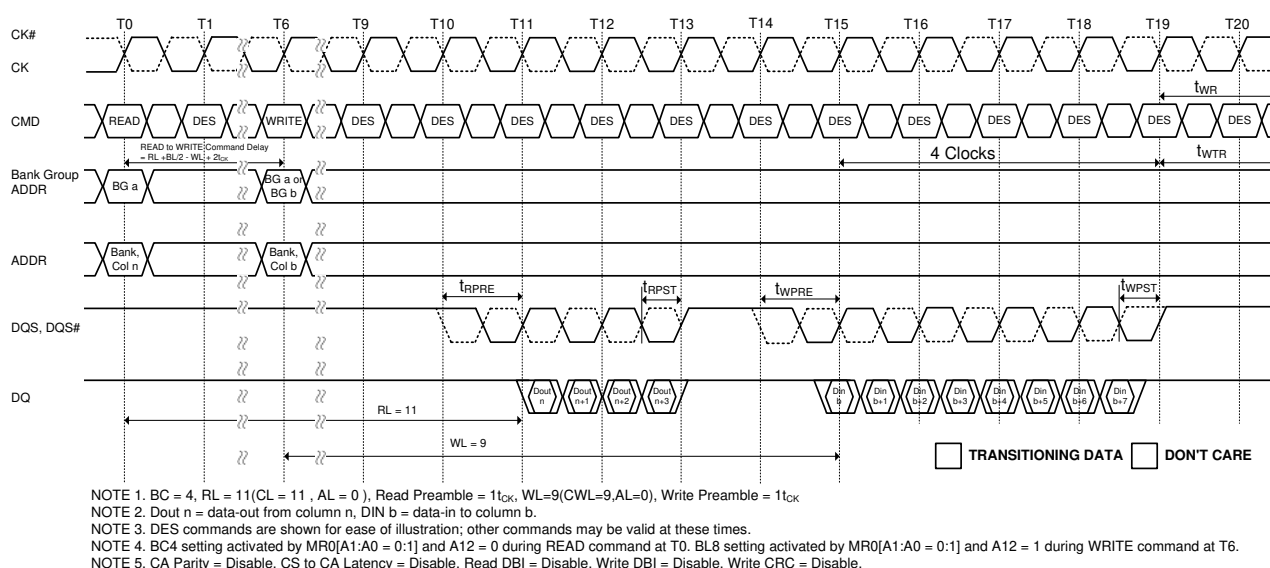 T0 T1 T6 T9 T10 T11 T12 T13 T14 T15 T16 T17 T18 T19 T20
CK#
CK
tWR
CMD READ DES WRITE DES DES DES DES DES DES DES DES DES DES DES DES
READ to WRITE Command Delay
= RL +BL/2 - WL + 2tCK
4 Clocks tWTR
Bank Group
ADDR
BG a
BG a or
BG b
ADDR
Bank,
Col n
Bank,
Col b
tRPRE tRPST tWPRE tWPST
DQS, DQS#
DQ
Dout
n
Dout
n+1
Dout
n+2
Dout
n+3
Din
b
Din
b+1
Din
b+2
Din
b+3
Din
b+4
Din
b+5
Din
b+6
Din
b+7
RL = 11
WL = 9
TRANSITIONING DATA DON'T CARE
NOTE 1. BC = 4, RL = 11(CL = 11 , AL = 0 ), Read Preamble = 1tCK, WL=9(CWL=9,AL=0), Write Preamble = 1tCK
NOTE 2. Dout n = data-out from column n, DIN b = data-in to column b.
NOTE 3. DES commands are shown for ease of illustration; other commands may be valid at these times.
NOTE 4. BC4 setting activated by MR0[A1:A0 = 0:1] and A12 = 0 during READ command at T0. BL8 setting activated by MR0[A1:A0 = 0:1] and A12 = 1 during WRITE command at T6.
NOTE 5. CA Parity = Disable, CS to CA Latency = Disable, Read DBI = Disable, Write DBI = Disable, Write CRC = Disable.